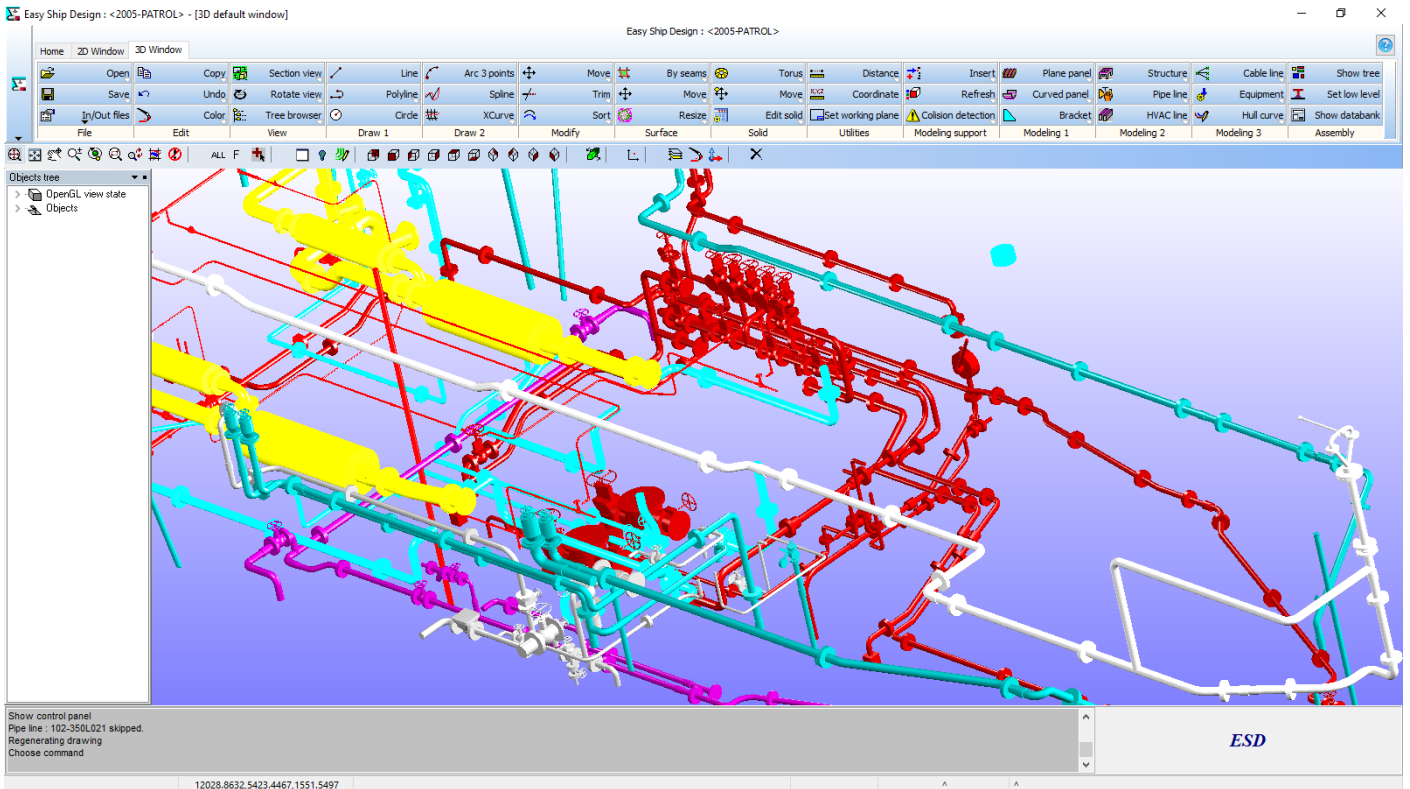 Easy Ship Design : <2005-PATROL> - [3D default window]
Easy Ship Design : <2005-PATROL>
Home 2D Window 3D Window
Open Copy Section view Line Arc 3 points Move By seams Torus Distance Insert Plane panel Structure Cable line Show tree
Save Undo Rotate view Polyline Spline Trim Move Move Coordinate Refresh Curved panel Pipe line Equipment Set low level
In/Out files Color Tree browser Circle XCurve Sort Resize Edit solid Set working plane Colision detection Bracket HVAC line Hull curve Show databank
File Edit View Draw 1 Draw 2 Modify Surface Solid Utilities Modeling support Modeling 1 Modeling 2 Modeling 3 Assembly
ALL F
Objects tree
OpenGL view state
Objects
Show control panel
Pipe line : 102-350L021 skipped.
Regenerating drawing
Choose command
ESD
12028.8632,5423.4467,1551.5497